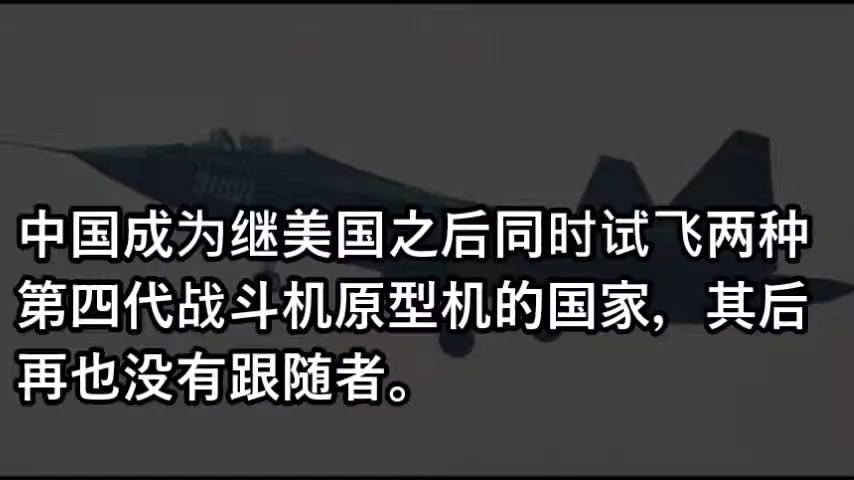 中国成为继美国之后同时试飞两种
第四代战斗机原型机的国家，其后
再也没有跟随者。